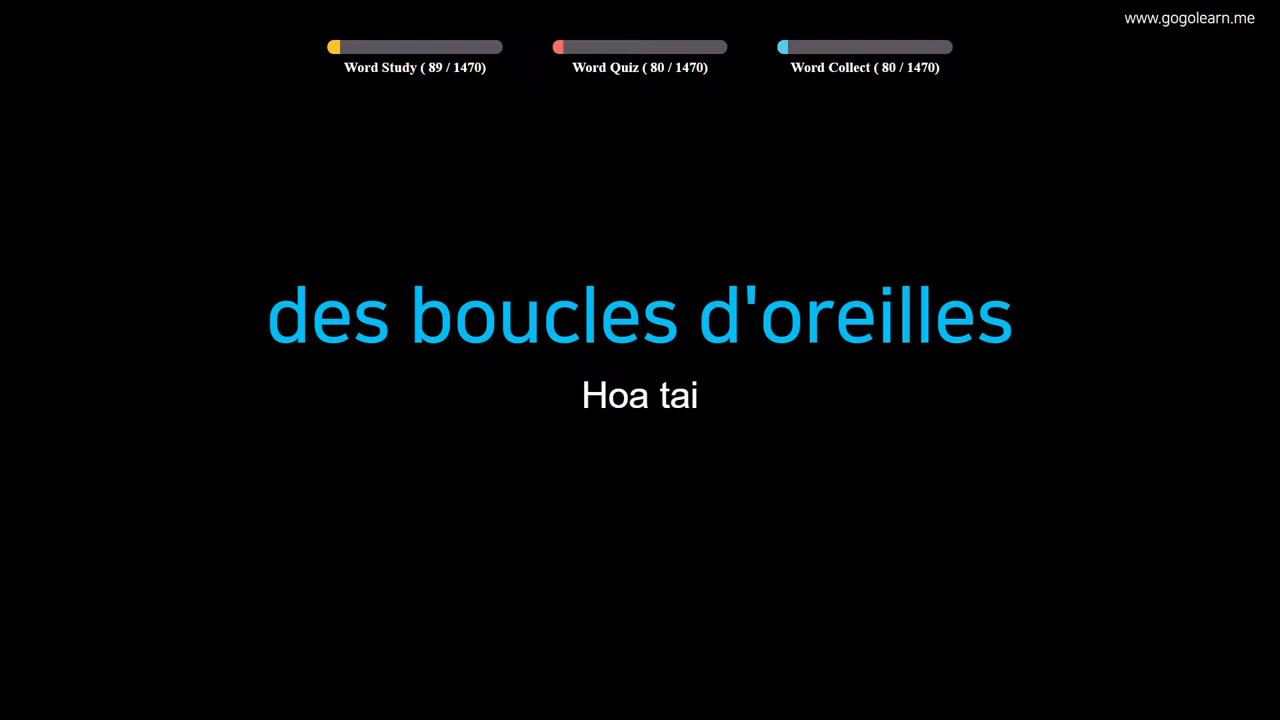 www.gogolearn.me
Word Study ( 89 / 1470)
Word Quiz ( 80 / 1470)
Word Collect ( 80 / 1470)
des boucles d'oreilles
Hoa tai